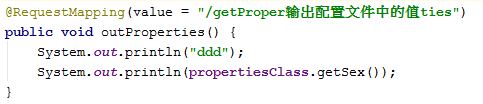 @RequestMapping(value = "/getProper输出配置文件中的值ties")
public void outProperties() {
System.out.println("ddd");
System.out.println(propertiesClass.getSex());
}